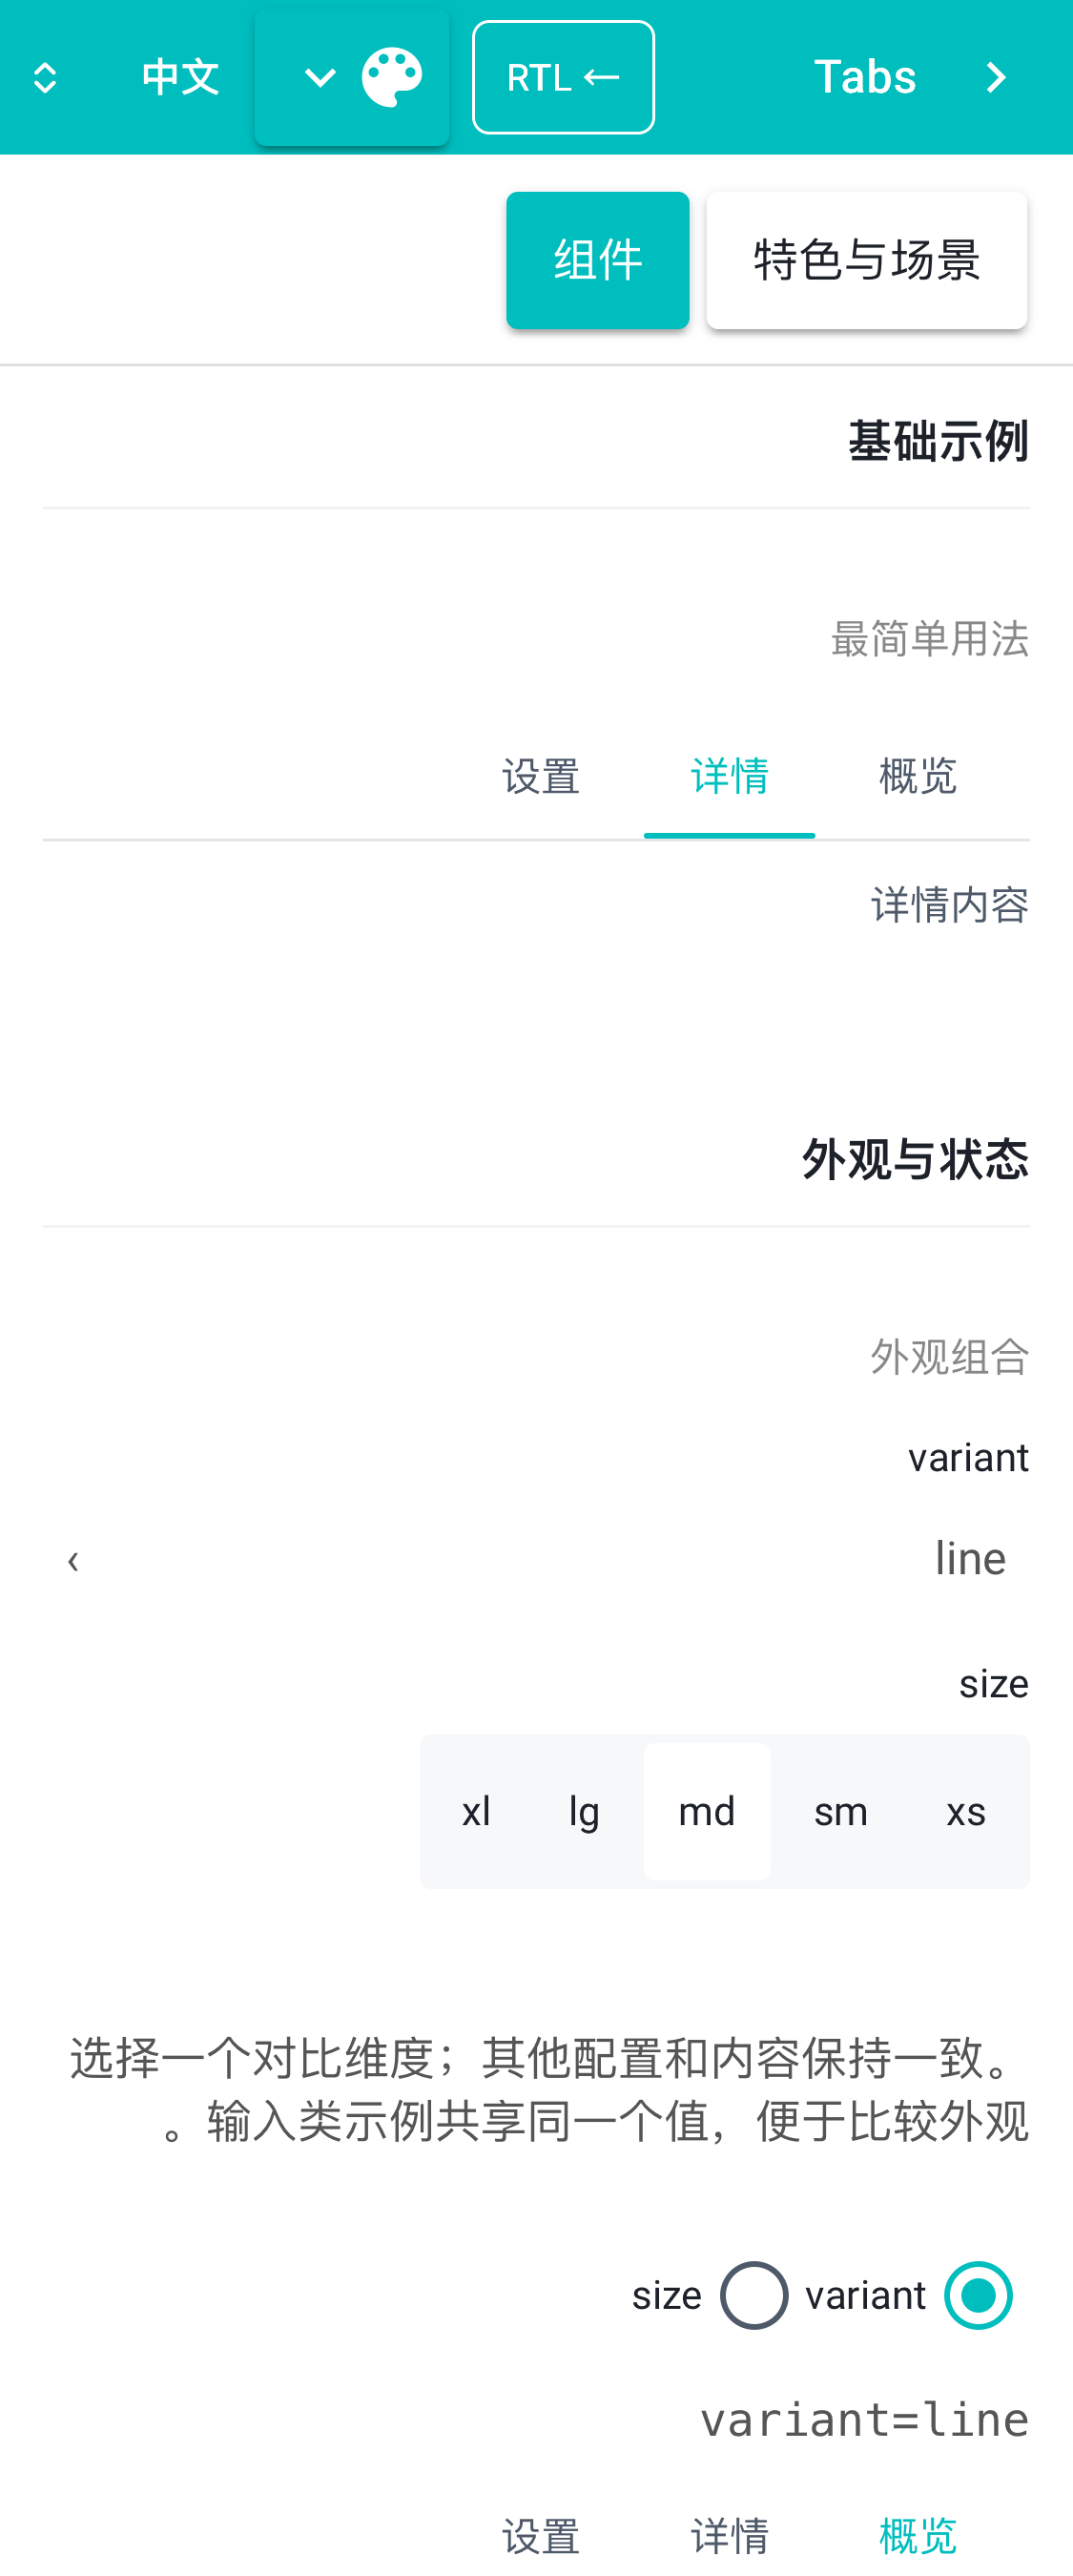 Tabs RTL ← 中文
特色与场景 组件
基础示例
最简单用法
概览 详情 设置
详情内容
外观与状态
外观组合
variant
line
size
xs sm md lg xl
选择一个对比维度；其他配置和内容保持一致。
输入类示例共享同一个值，便于比较外观。
variant size
variant=line
概览 详情 设置